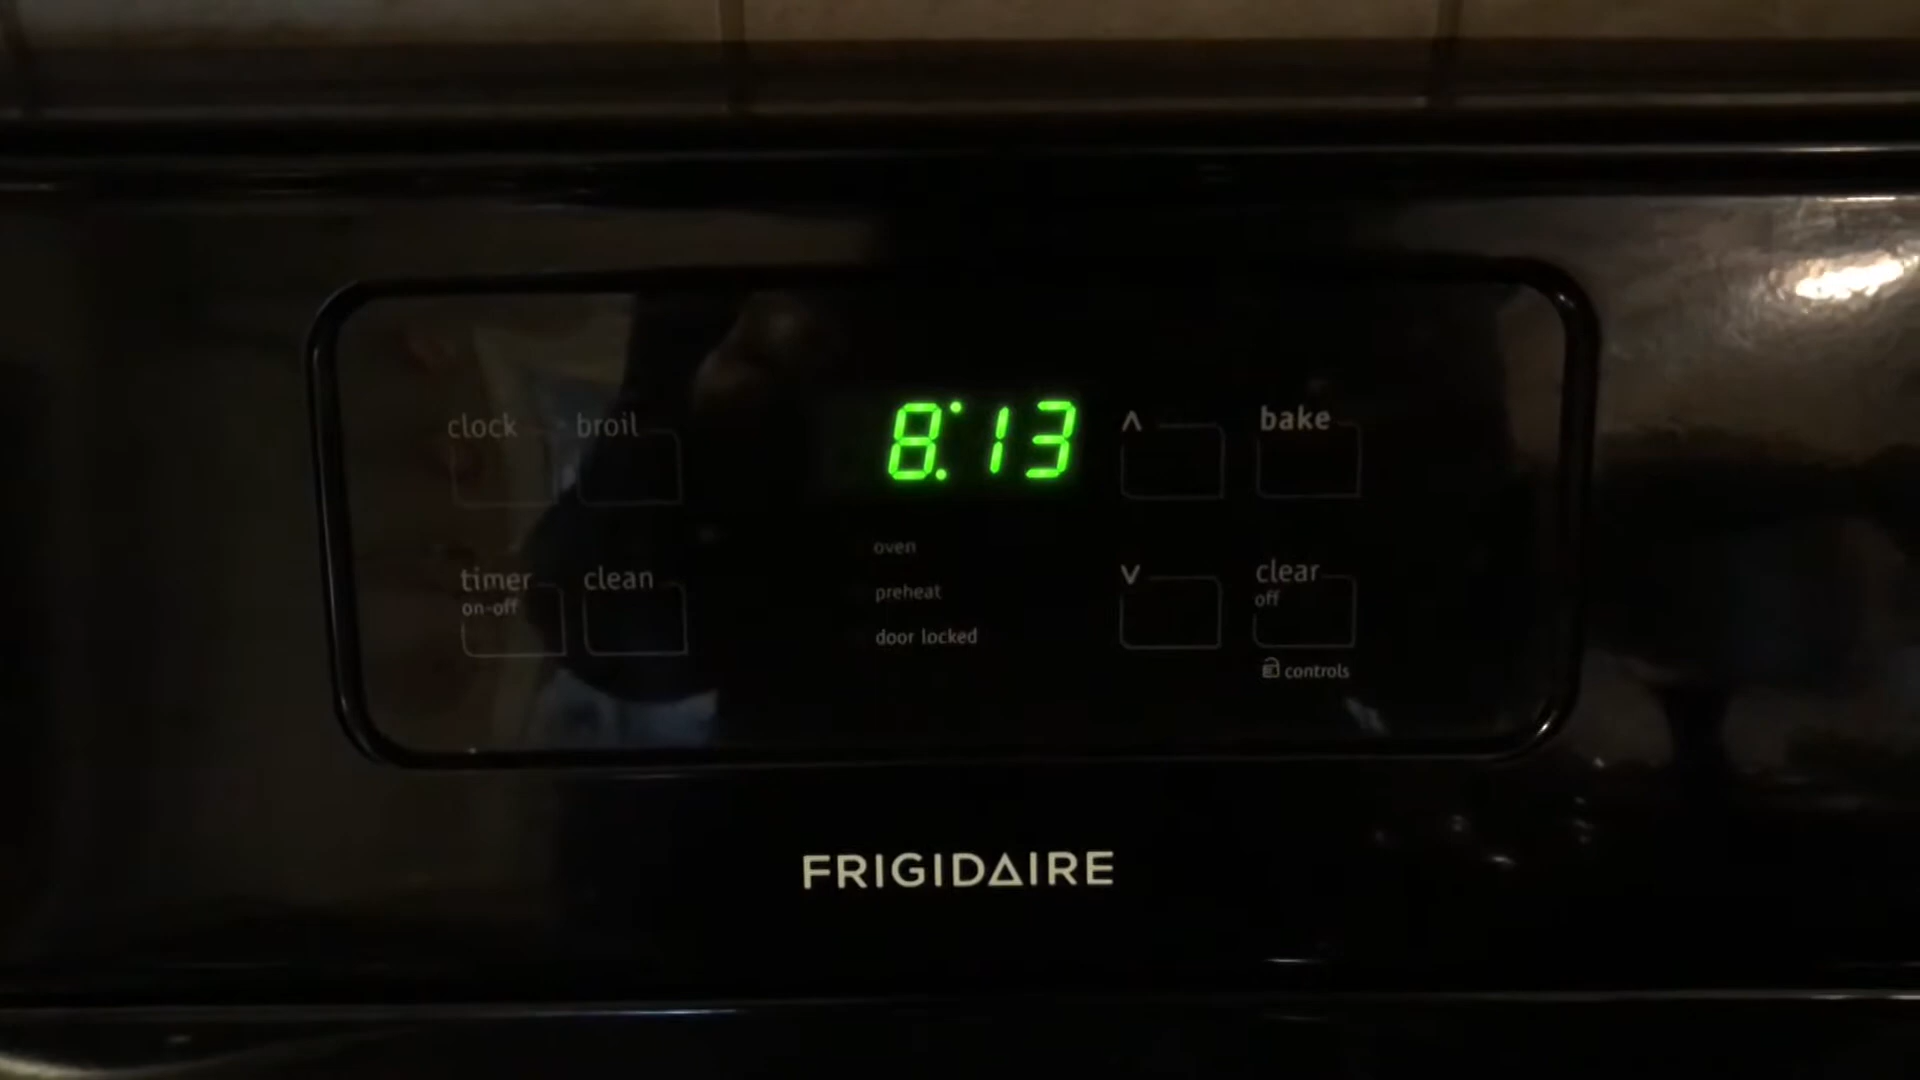 clock broil
8:13
^ bake
timer
on-off
clean
oven
preheat
door locked
v clear
off
controls
FRIGIDAIRE